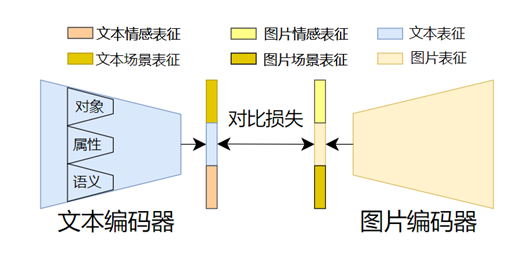 文本情感表征 图片情感表征 文本表征
文本场景表征 图片场景表征 图片表征
对象
对比损失
属性
语义
文本编码器 图片编码器